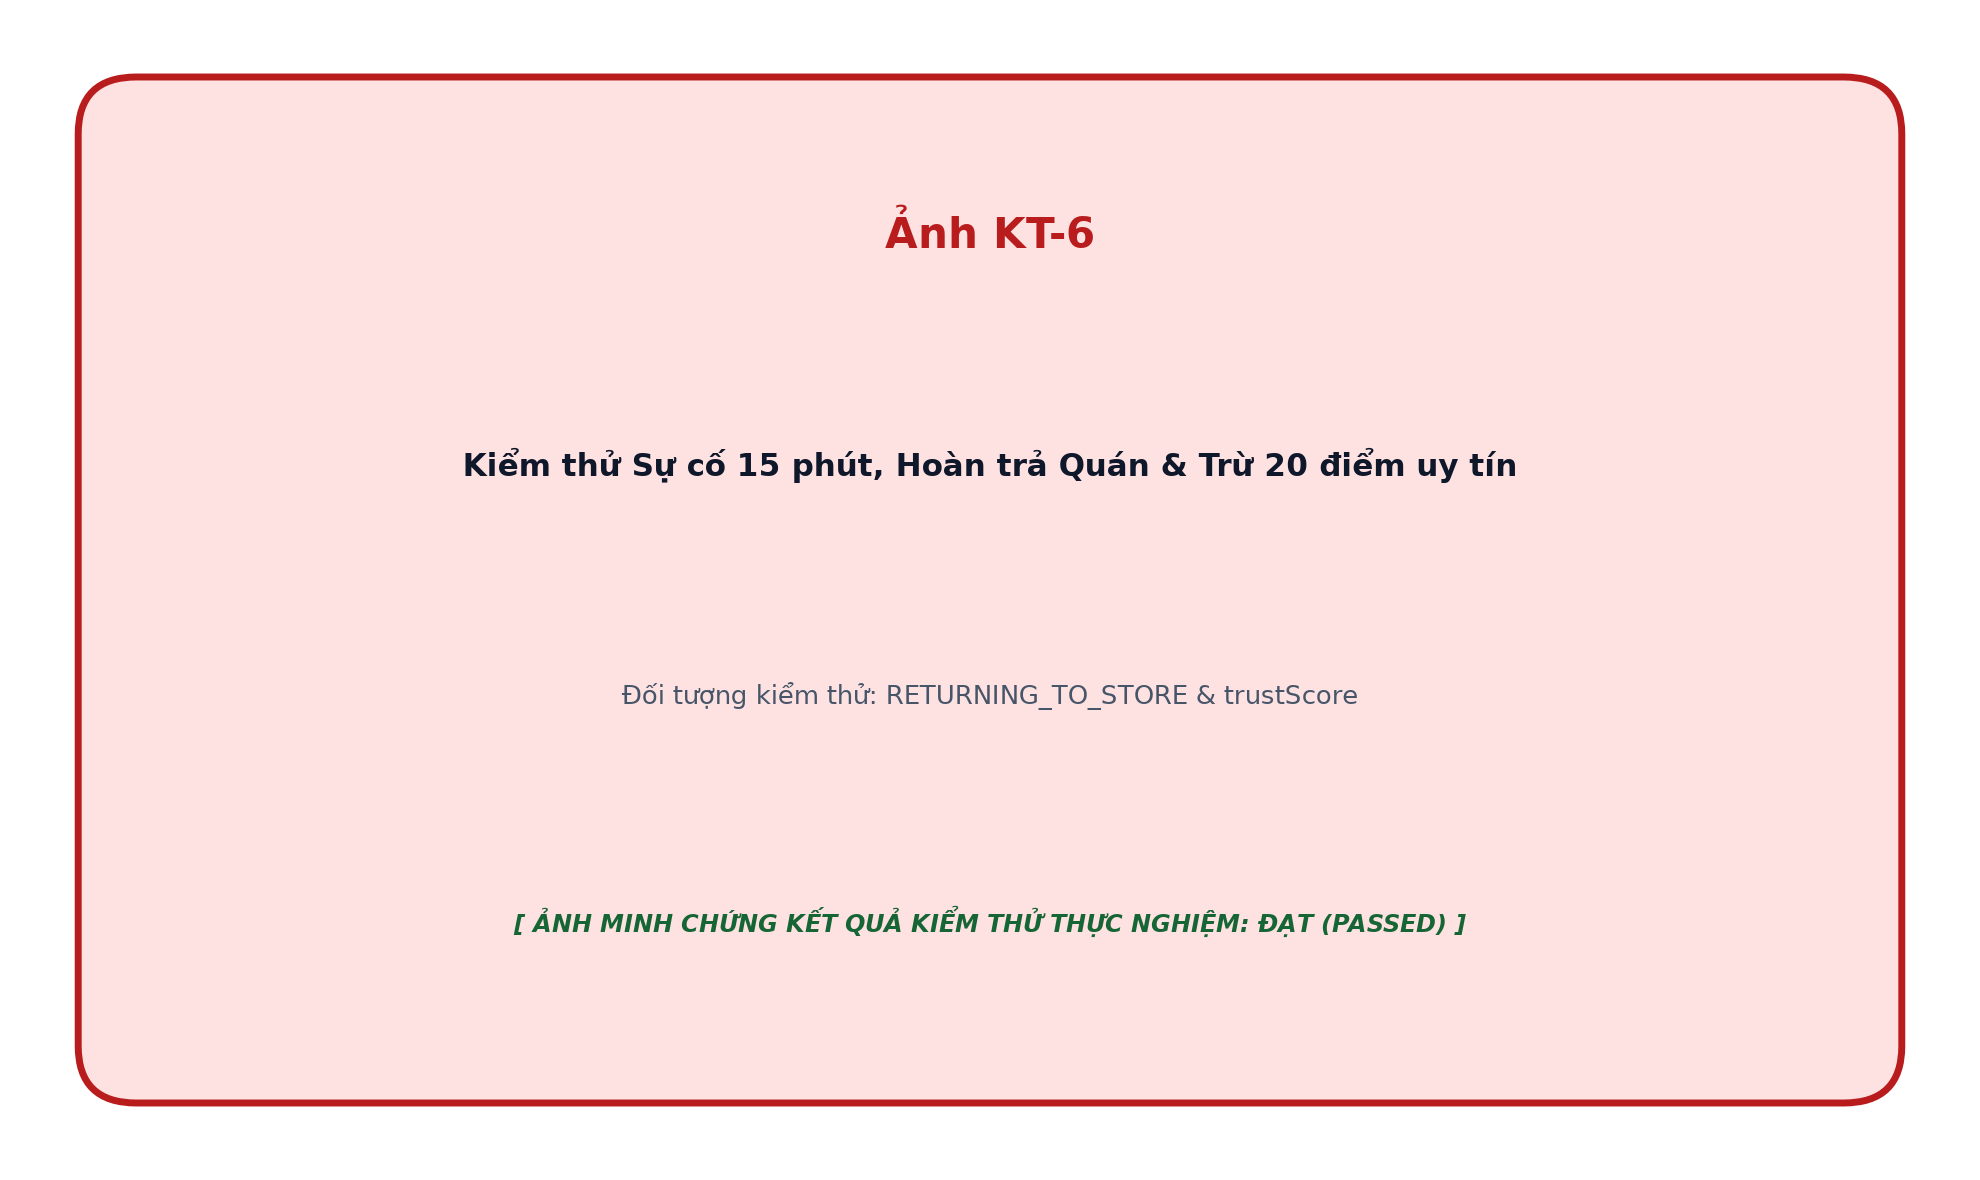 Ảnh KT-6
Kiểm thử Sự cố 15 phút, Hoàn trả Quán & Trừ 20 điểm uy tín
Đối tượng kiểm thử: RETURNING_TO_STORE & trustScore
[ ẢNH MINH CHỨNG KẾT QUẢ KIỂM THỬ THỰC NGHIỆM: ĐẠT (PASSED) ]